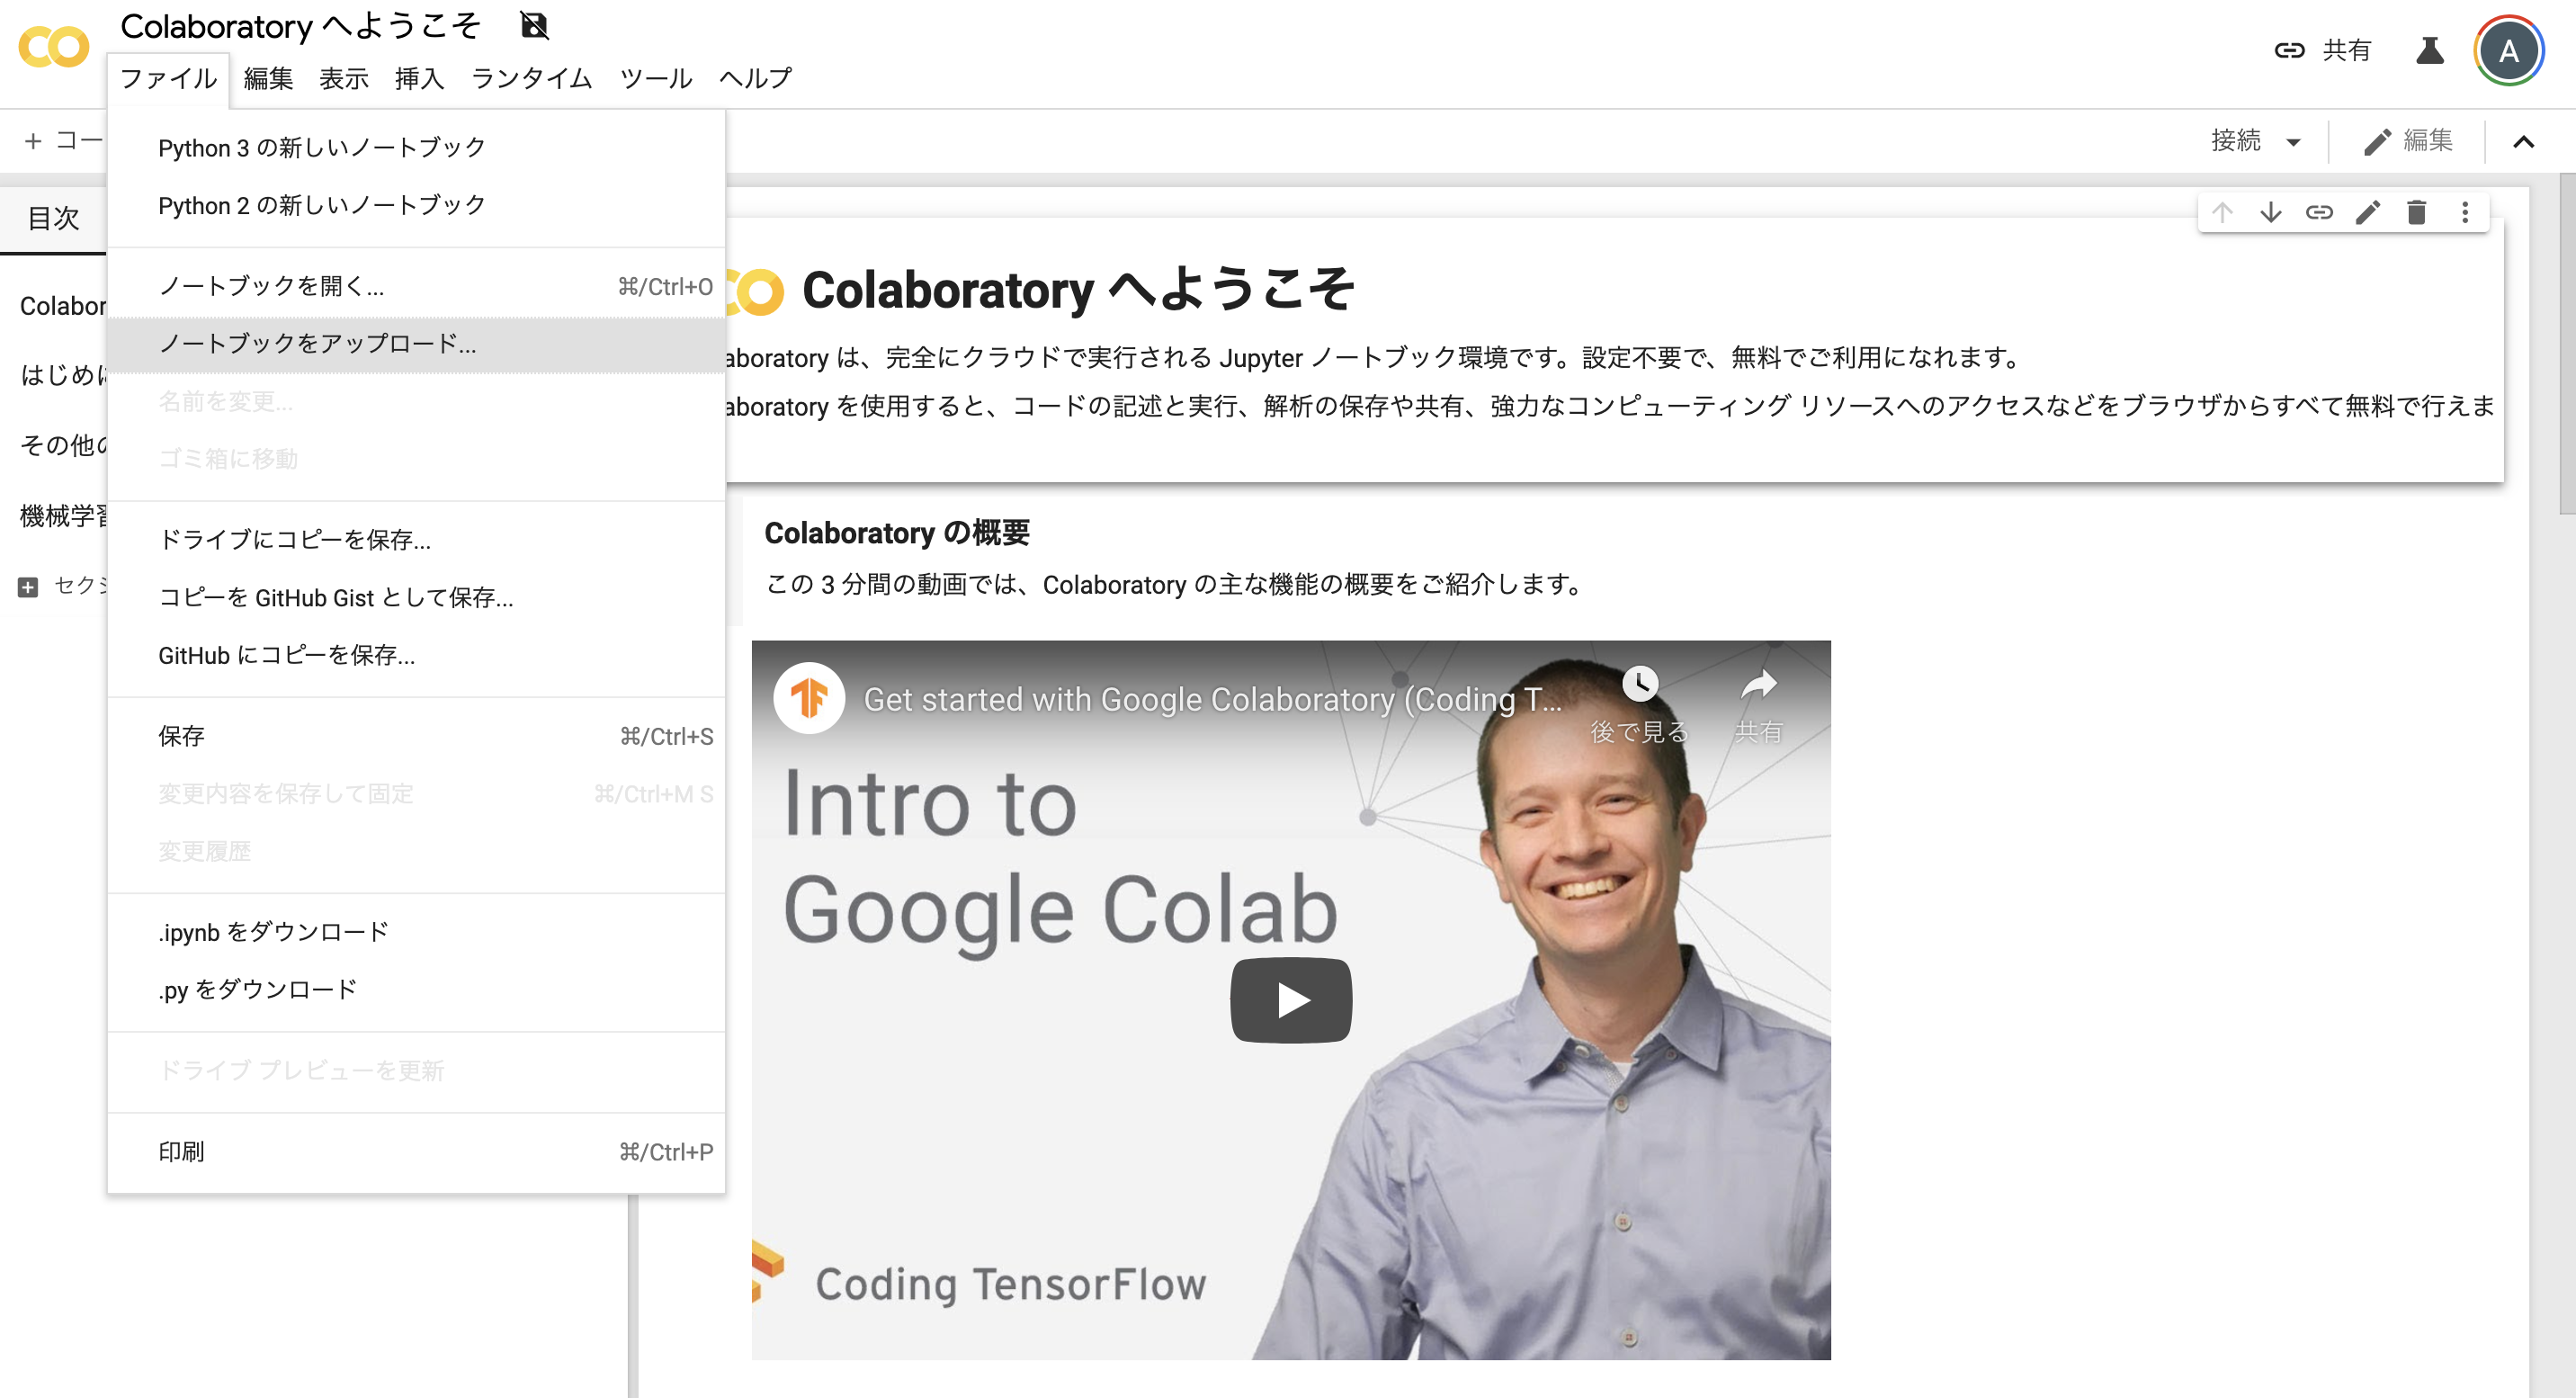 Colaboratory へようこそ
ファイル 編集 表示 挿入 ランタイム ツール ヘルプ
共有
A
+ コー
接続
編集
目次
Colabor
はじめに
その他の
機械学習
セクシ
Python 3 の新しいノートブック
Python 2 の新しいノートブック
ノートブックを開く... ⌘/Ctrl+O
ノートブックをアップロード...
名前を変更...
ゴミ箱に移動
ドライブにコピーを保存...
コピーを GitHub Gist として保存...
GitHub にコピーを保存...
保存 ⌘/Ctrl+S
変更内容を保存して固定 ⌘/Ctrl+M S
変更履歴
.ipynb をダウンロード
.py をダウンロード
ドライブ プレビューを更新
印刷 ⌘/Ctrl+P
Colaboratory へようこそ
aboratory は、完全にクラウドで実行される Jupyter ノートブック環境です。設定不要で、無料でご利用になれます。
aboratory を使用すると、コードの記述と実行、解析の保存や共有、強力なコンピューティング リソースへのアクセスなどをブラウザからすべて無料で行えま
Colaboratory の概要
この 3 分間の動画では、Colaboratory の主な機能の概要をご紹介します。
Get started with Google Colaboratory (Coding T...
後で見る
共有
Intro to
Google Colab
Coding TensorFlow